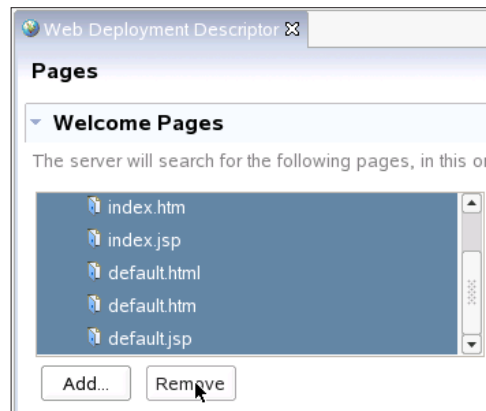 Web Deployment Descriptor
Pages
Welcome Pages
The server will search for the following pages, in this
index.htm
index.jsp
default.html
default.htm
default.jsp
Add... Remove